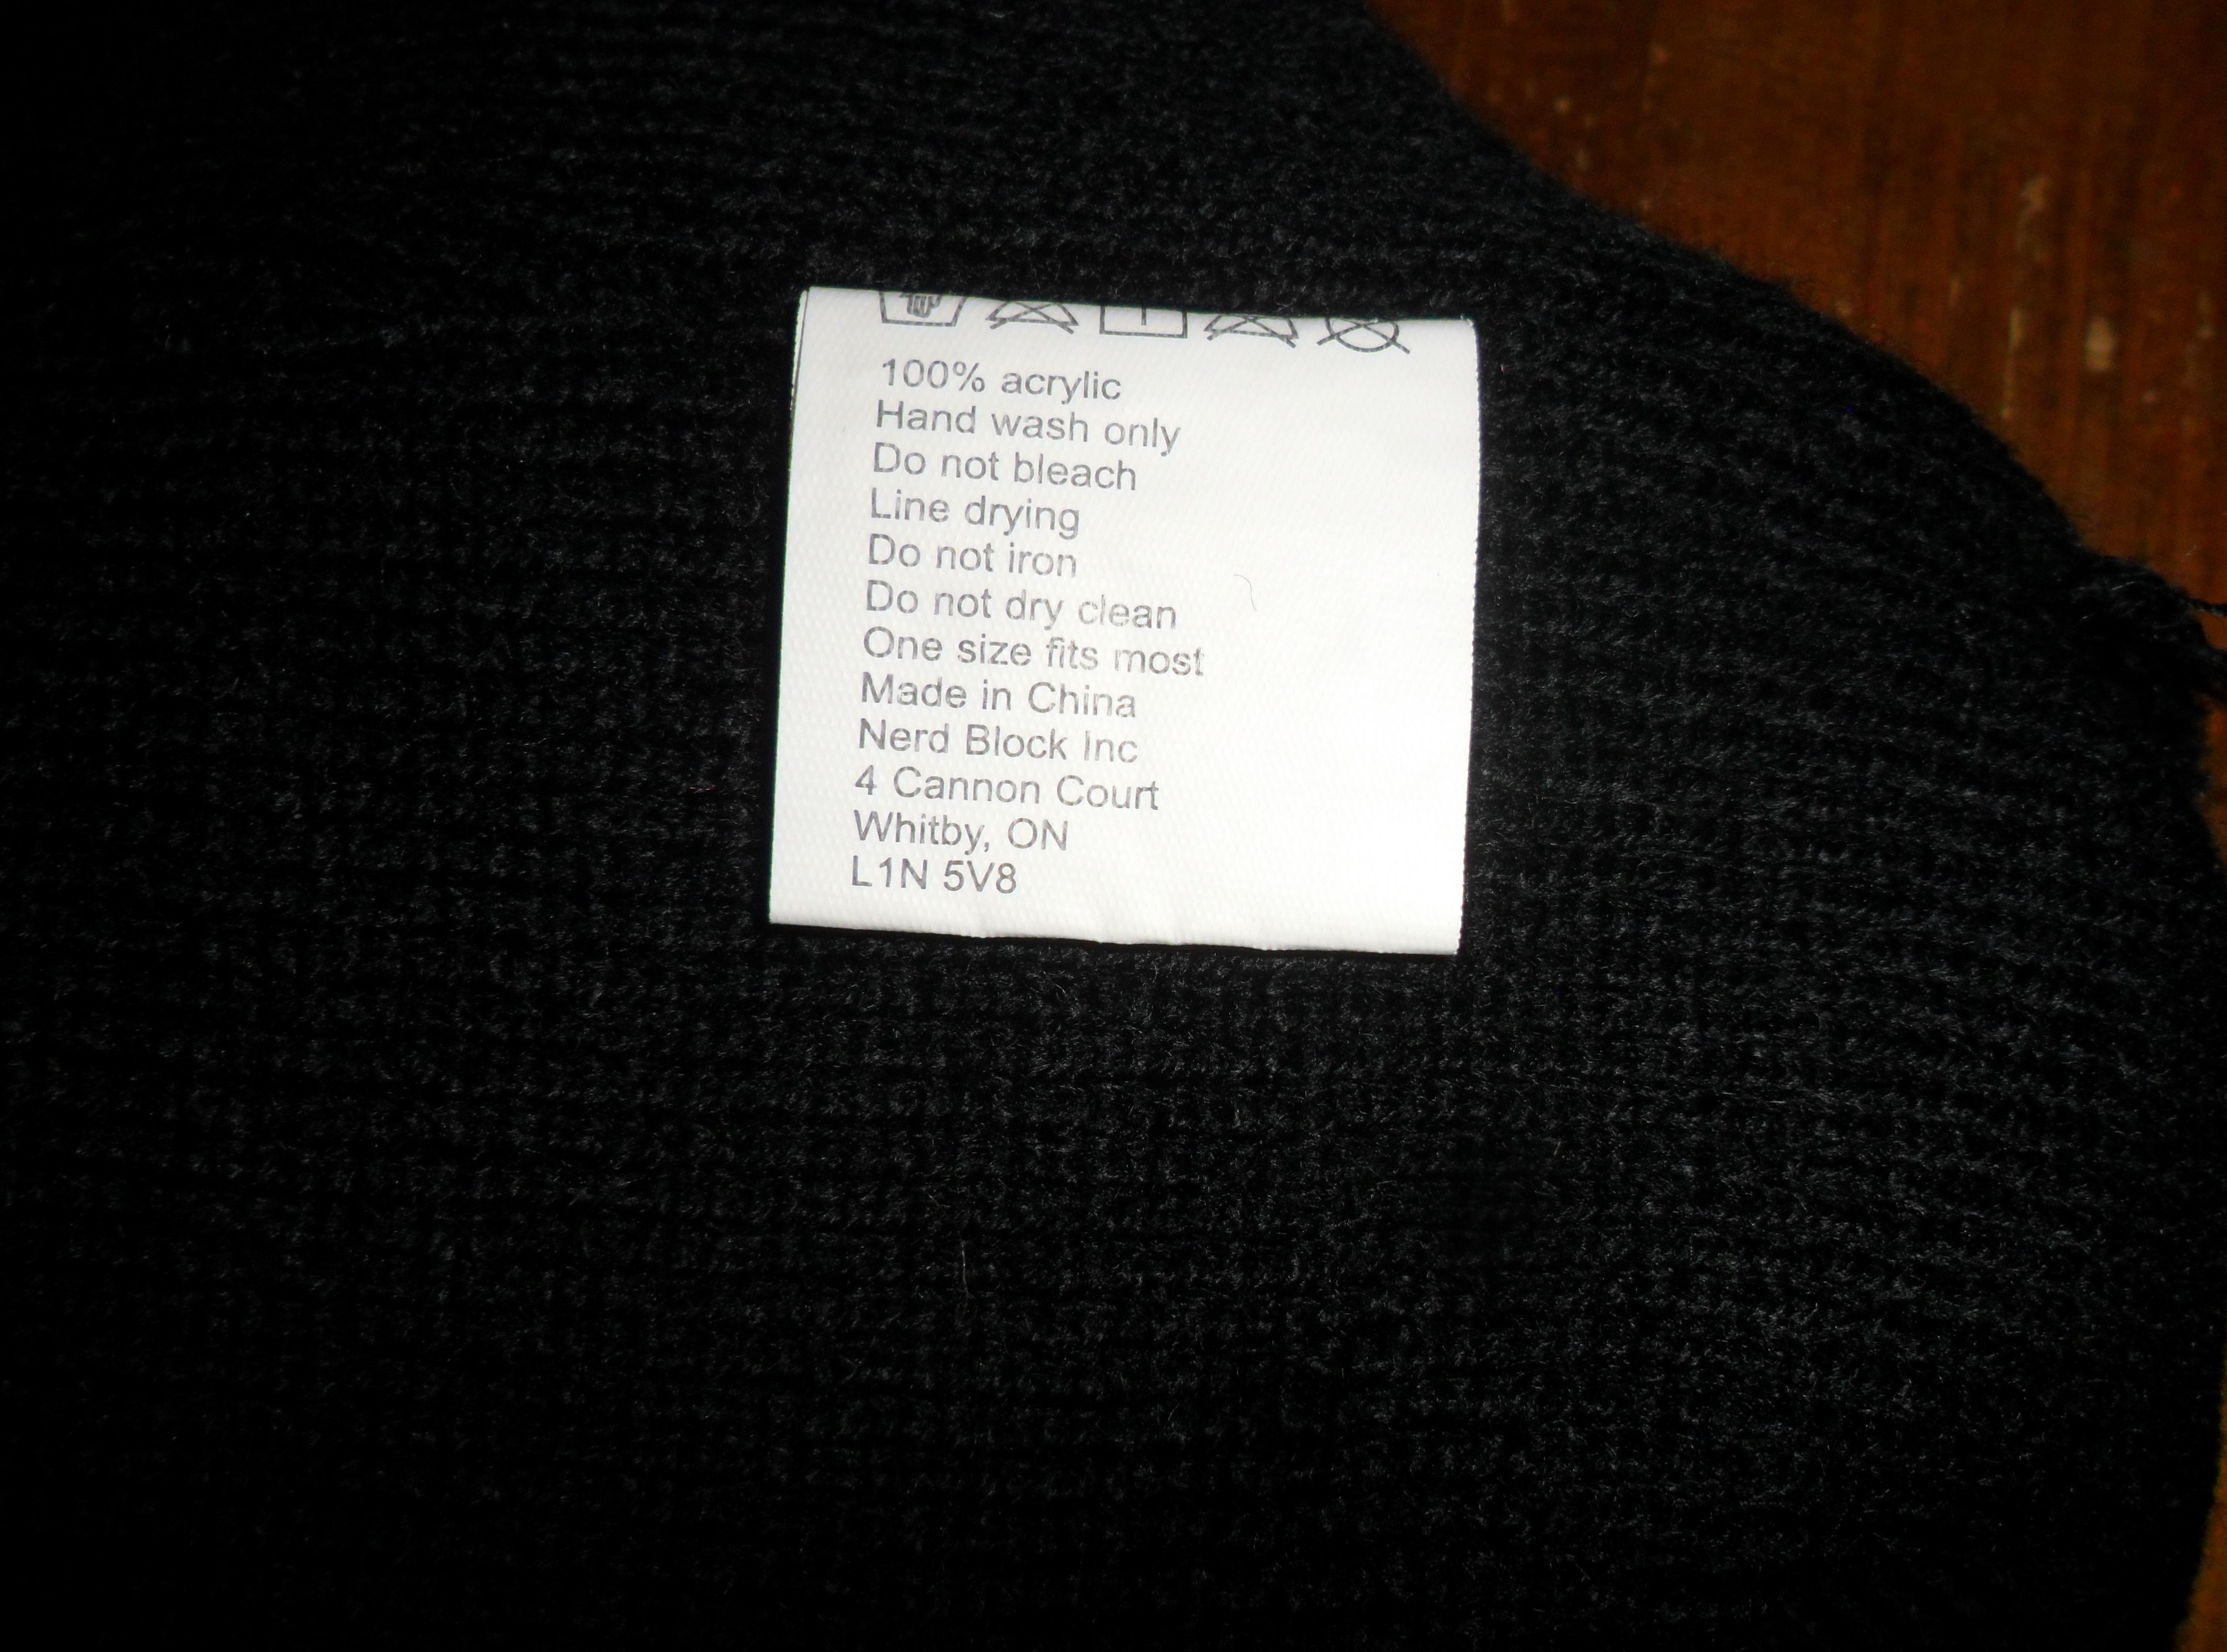 100% acrylic
Hand wash only
Do not bleach
Line drying
Do not iron
Do not dry clean
One size fits most
Made in China
Nerd Block Inc
4 Cannon Court
Whitby, ON
L1N 5V8